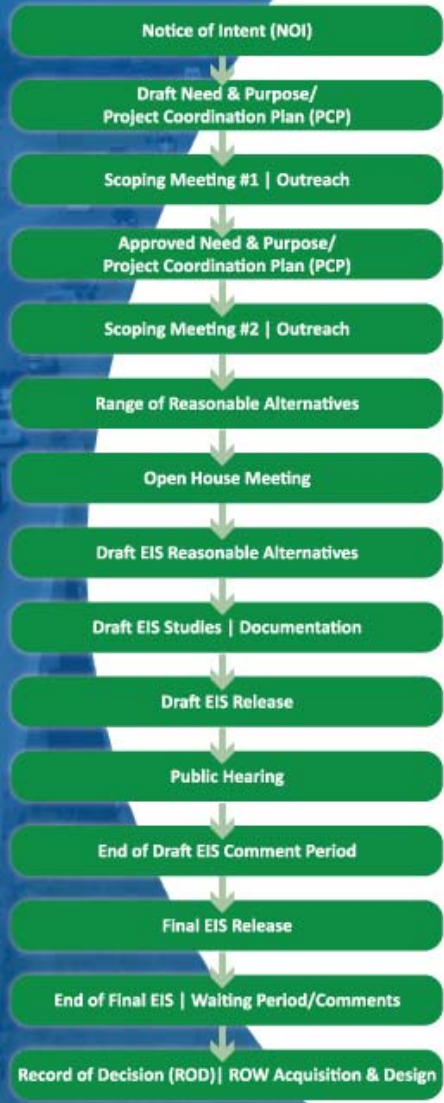 Notice of Intent (NOI)
Draft Need & Purpose/
Project Coordination Plan (PCP)
Scoping Meeting #1 | Outreach
Approved Need & Purpose/
Project Coordination Plan (PCP)
Scoping Meeting #2 | Outreach
Range of Reasonable Alternatives
Open House Meeting
Draft EIS Reasonable Alternatives
Draft EIS Studies | Documentation
Draft EIS Release
Public Hearing
End of Draft EIS Comment Period
Final EIS Release
End of Final EIS | Waiting Period/Comments
Record of Decision (ROD)| ROW Acquisition & Design